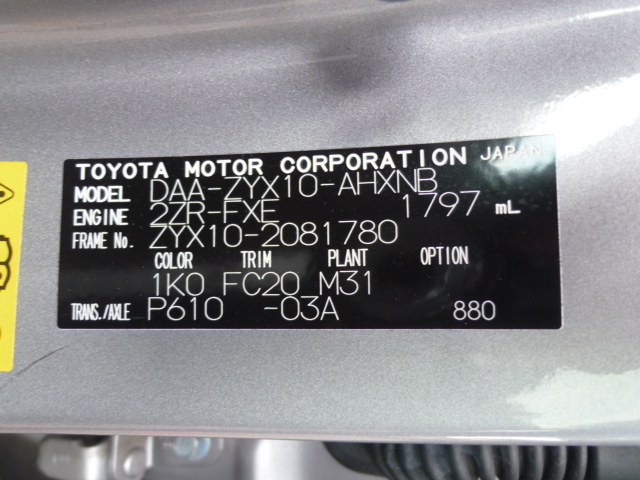 TOYOTA MOTOR CORPORATION JAPAN
MODEL DAA-ZYX10-AHXNB
ENGINE 2ZR-FXE 1797 mL
FRAME No. ZYX10-2081780
COLOR TRIM PLANT OPTION
1K0 FC20 M31
TRANS./AXLE P610 -03A 880